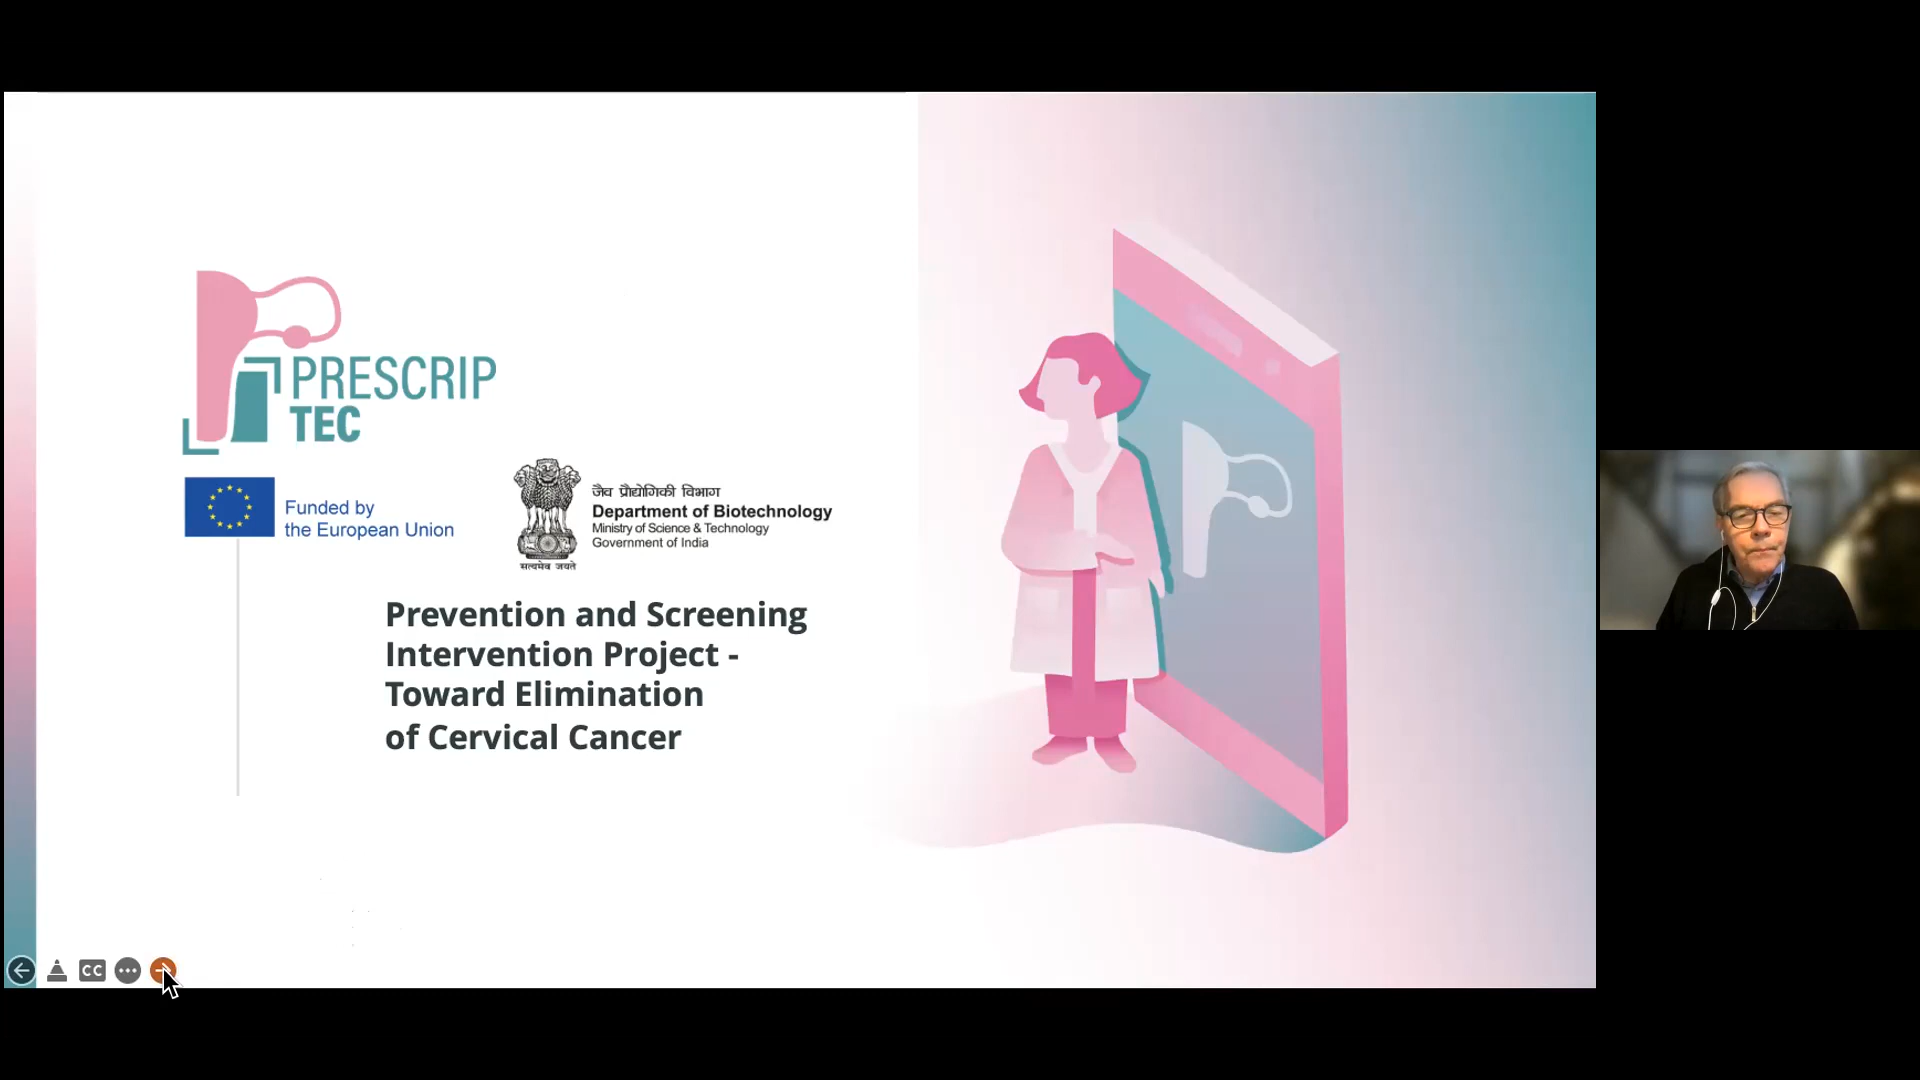 PRESCRIP
TEC
Funded by
the European Union
जैव प्रौद्योगिकी विभाग
Department of Biotechnology
Ministry of Science & Technology
Government of India
सत्यमेव जयते
Prevention and Screening
Intervention Project -
Toward Elimination
of Cervical Cancer
CC